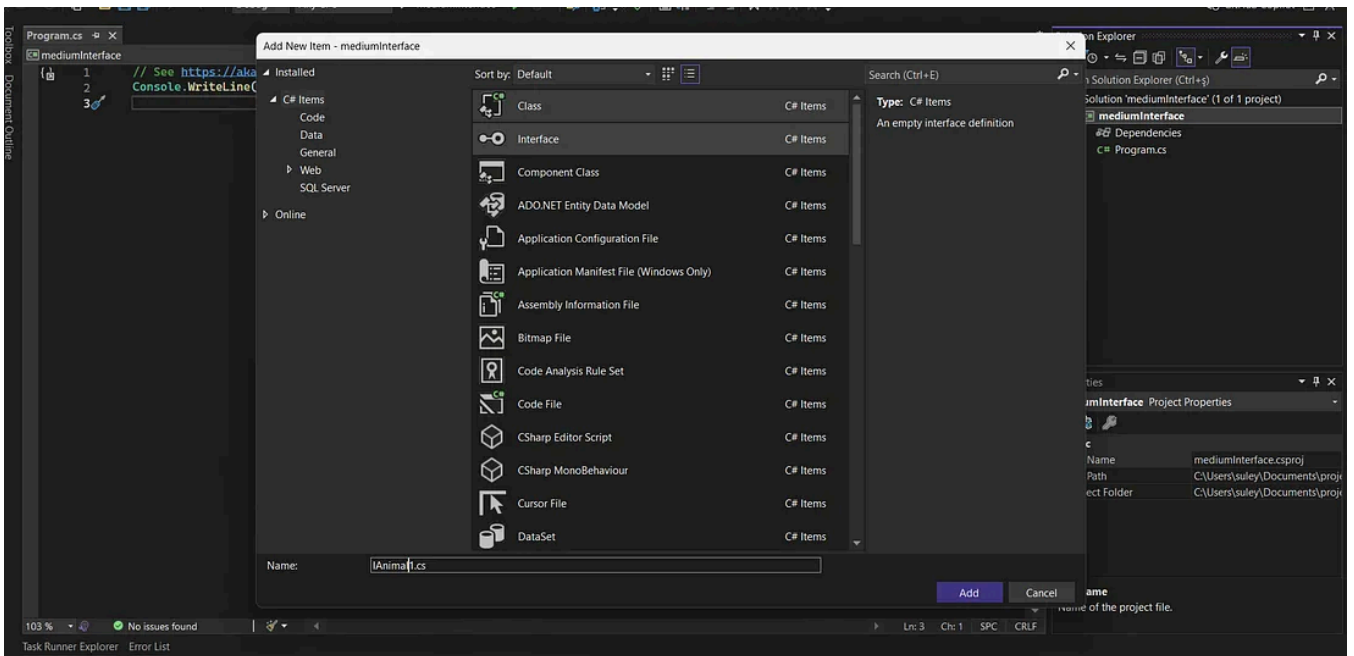 Program.cs
mediumInterface
1 // See https://aka
2 Console.WriteLine(
3
Toolbox
Document Outline
Add New Item - mediumInterface
Installed
C# Items
Code
Data
General
Web
SQL Server
Online
Sort by: Default
Class C# Items
Interface C# Items
Component Class C# Items
ADO.NET Entity Data Model C# Items
Application Configuration File C# Items
Application Manifest File (Windows Only) C# Items
Assembly Information File C# Items
Bitmap File C# Items
Code Analysis Rule Set C# Items
Code File C# Items
CSharp Editor Script C# Items
CSharp MonoBehaviour C# Items
Cursor File C# Items
DataSet C# Items
Search (Ctrl+E)
Type: C# Items
An empty interface definition
Name: IAnimal1.cs
Add Cancel
on Explorer
Solution Explorer (Ctrl+ş)
Solution 'mediumInterface' (1 of 1 project)
mediumInterface
Dependencies
C# Program.cs
ties
umInterface Project Properties
c
Name mediumInterface.csproj
Path C:\Users\suley\Documents\proje
ect Folder C:\Users\suley\Documents\proje
ame
Name of the project file.
103 % No issues found Ln: 3 Ch: 1 SPC CRLF
Task Runner Explorer Error List